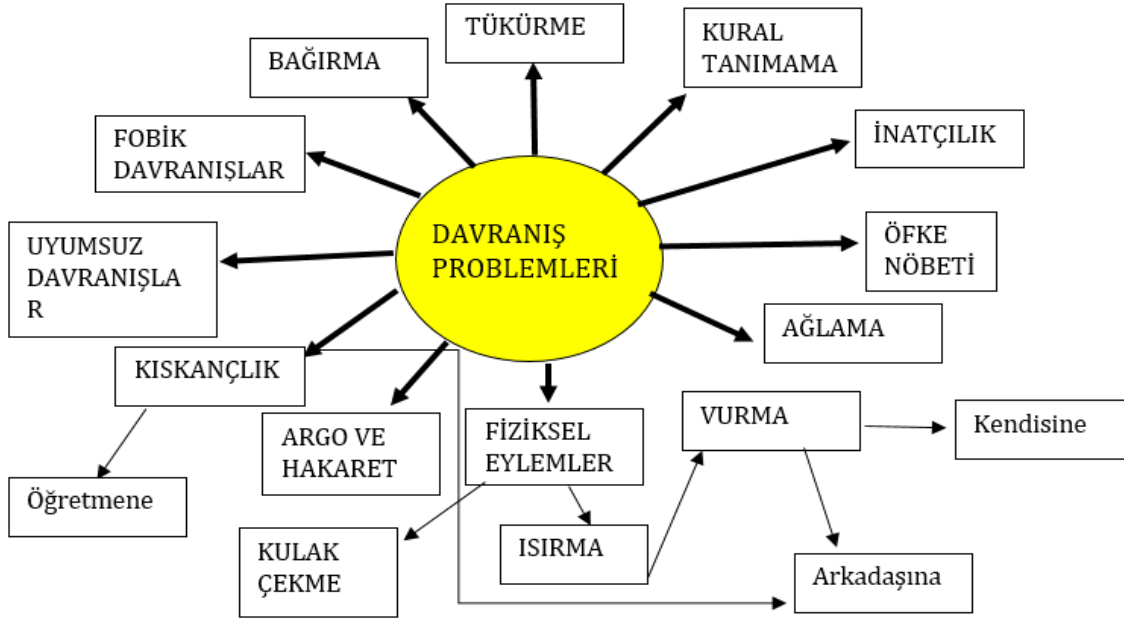 TÜKÜRME
KURAL
TANIMAMA
BAĞIRMA
İNATÇILIK
FOBİK
DAVRANIŞLAR
DAVRANIŞ
PROBLEMLERİ
UYUMSUZ
DAVRANIŞLA
R
ÖFKE
NÖBETİ
AĞLAMA
KISKANÇLIK
ARGO VE
HAKARET
FİZİKSEL
EYLEMLER
VURMA
Kendisine
Öğretmene
KULAK
ÇEKME
ISIRMA
Arkadaşına